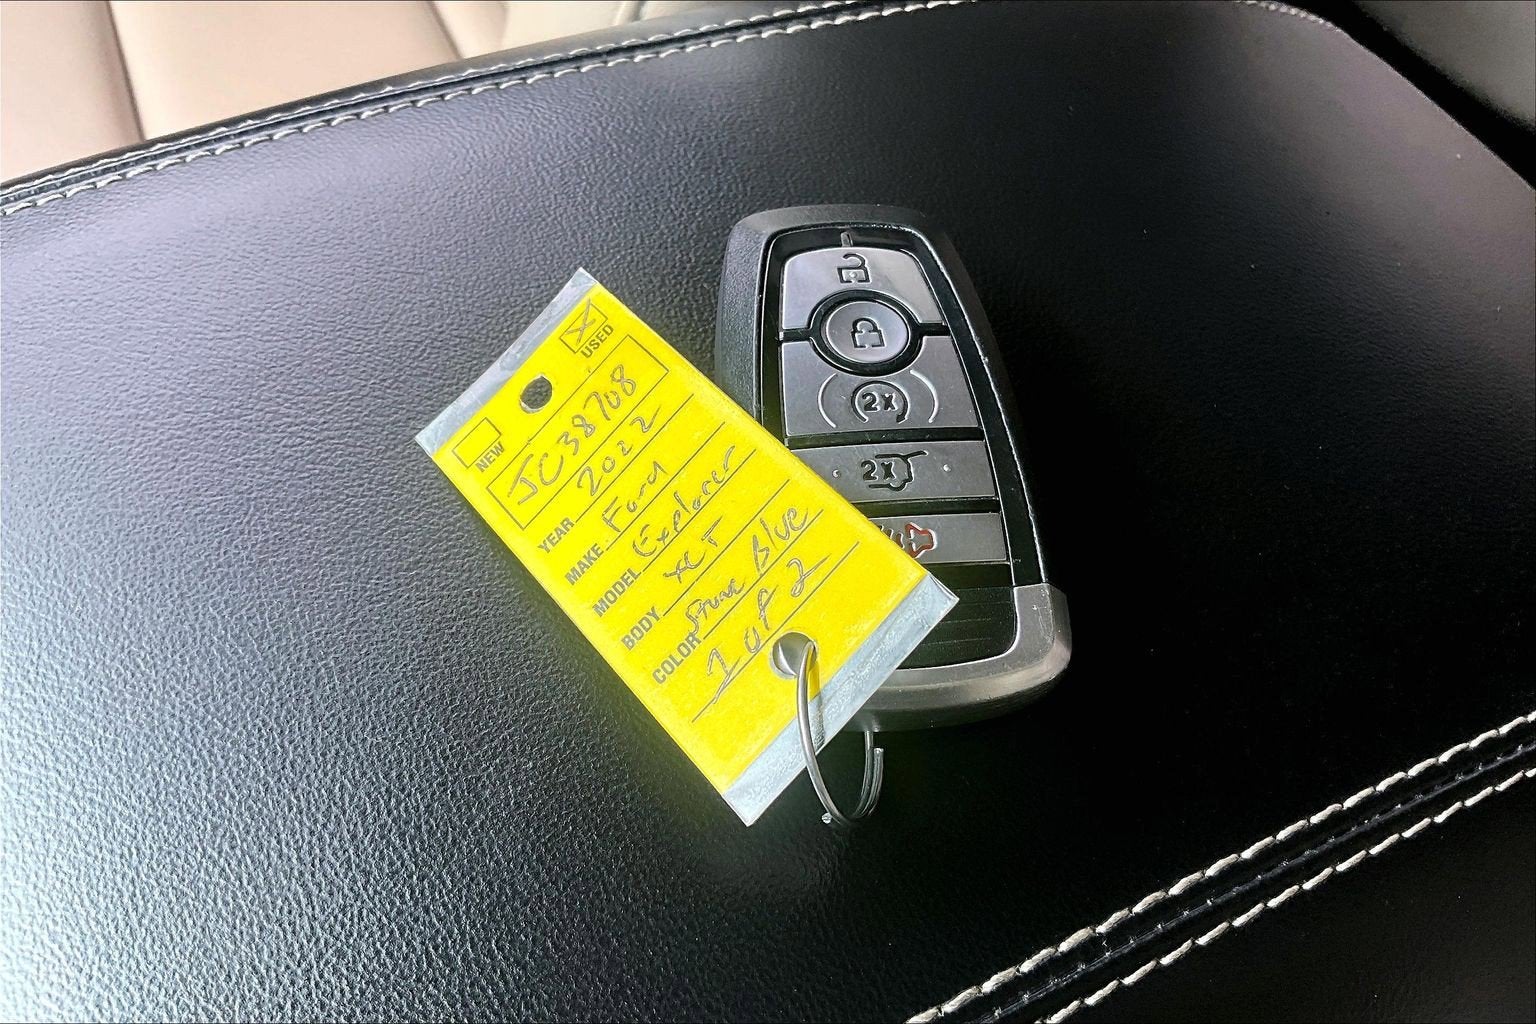 NEW USED
JC38708
YEAR 2022
MAKE Ford
MODEL Explorer
BODY XLT
COLOR Stone Blue
1 of 2
2x
2x